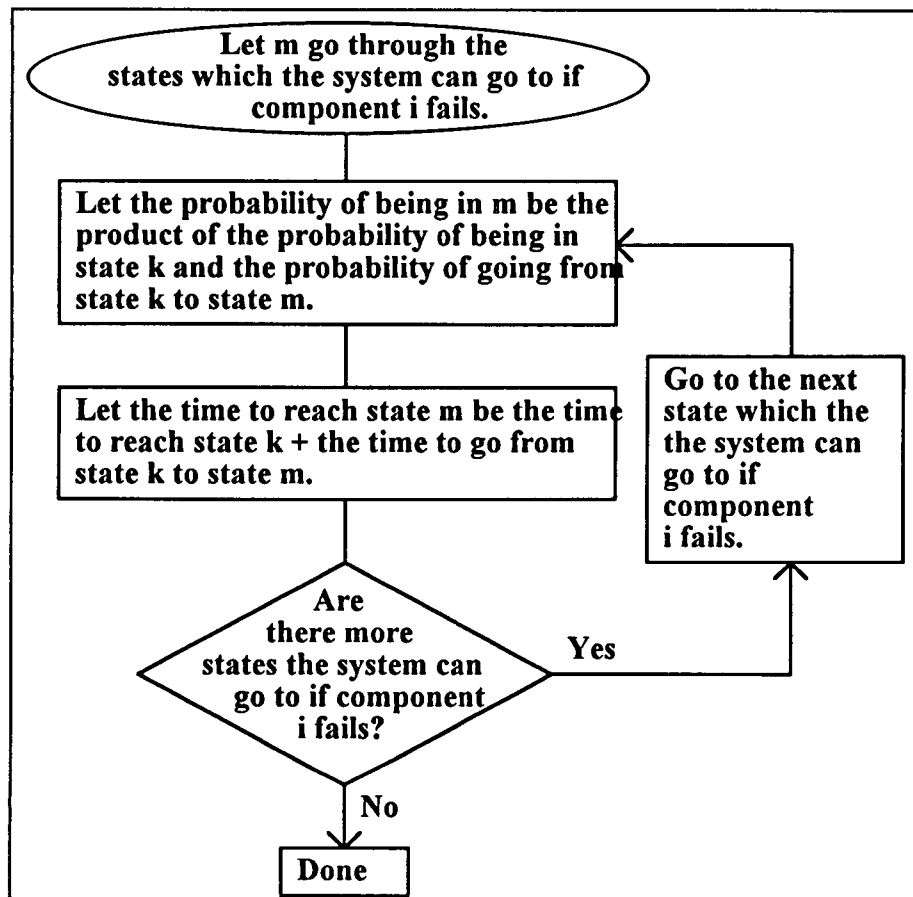 Let m go through the
states which the system can go to if
component i fails.
Let the probability of being in m be the
product of the probability of being in
state k and the probability of going from
state k to state m.
Let the time to reach state m be the time
to reach state k + the time to go from
state k to state m.
Are
there more
states the system can
go to if component
i fails?
Yes
Go to the next
state which the
the system can
go to if
component
i fails.
No
Done